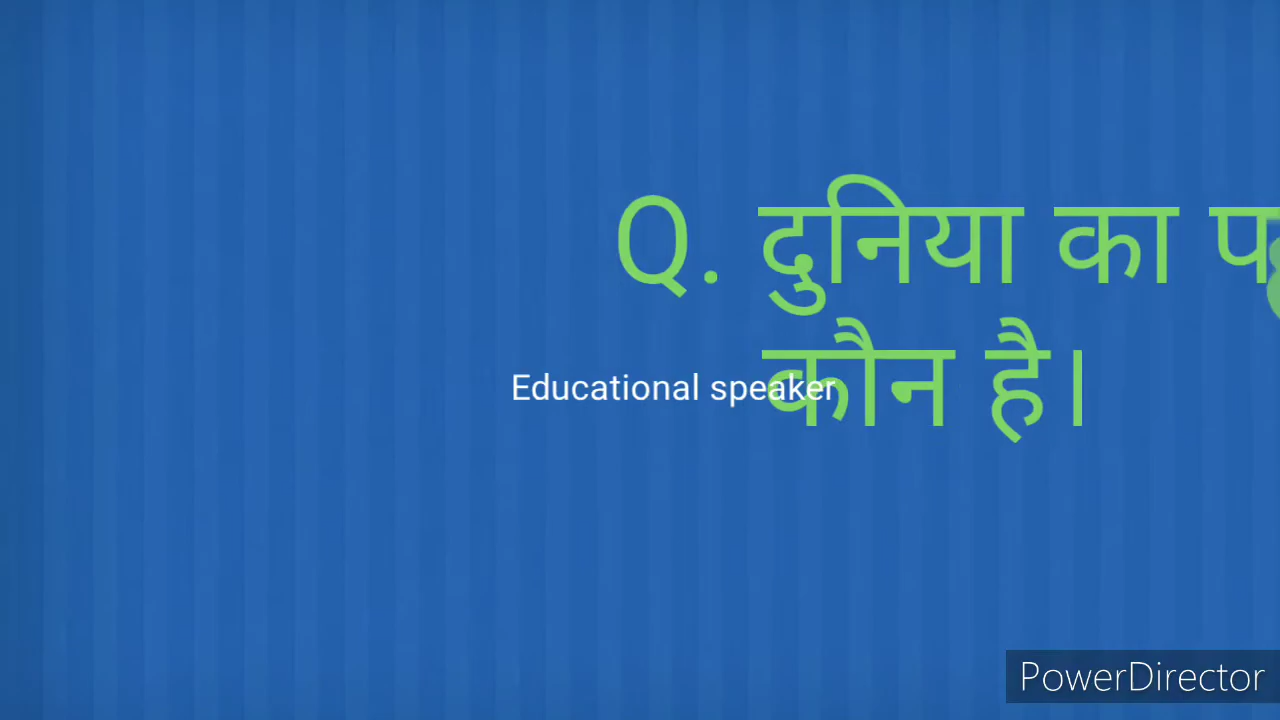 Q. दुनिया का
कौन है।
Educational speaker
PowerDirector